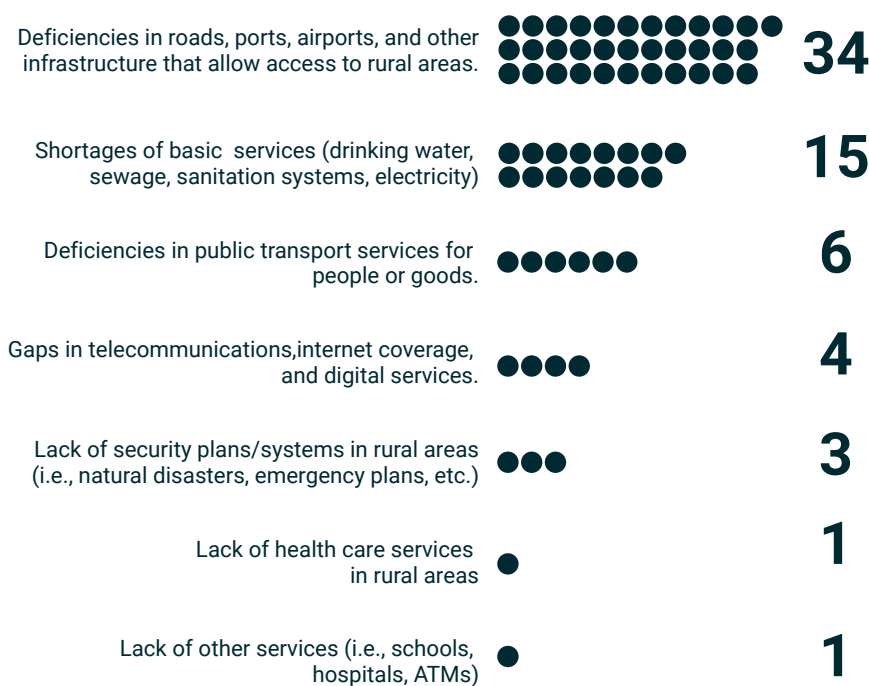 Deficiencies in roads, ports, airports, and other
infrastructure that allow access to rural areas.
34
Shortages of basic  services (drinking water,
sewage, sanitation systems, electricity)
15
Deficiencies in public transport services for
people or goods.
6
Gaps in telecommunications,internet coverage,
and digital services.
4
Lack of security plans/systems in rural areas
(i.e., natural disasters, emergency plans, etc.)
3
Lack of health care services
in rural areas
1
Lack of other services (i.e., schools,
hospitals, ATMs)
1